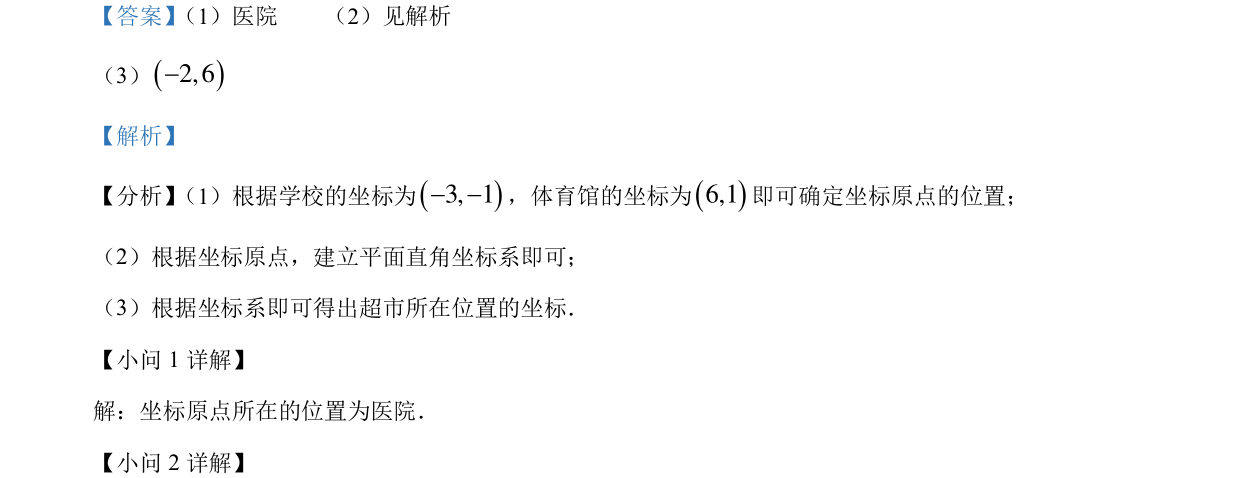 【答案】（1）医院 （2）见解析
（3）(−2,6)
【解析】
【分析】（1）根据学校的坐标为(−3,−1)，体育馆的坐标为(6,1)即可确定坐标原点的位置；
（2）根据坐标原点，建立平面直角坐标系即可；
（3）根据坐标系即可得出超市所在位置的坐标．
【小问 1 详解】
解：坐标原点所在的位置为医院．
【小问 2 详解】